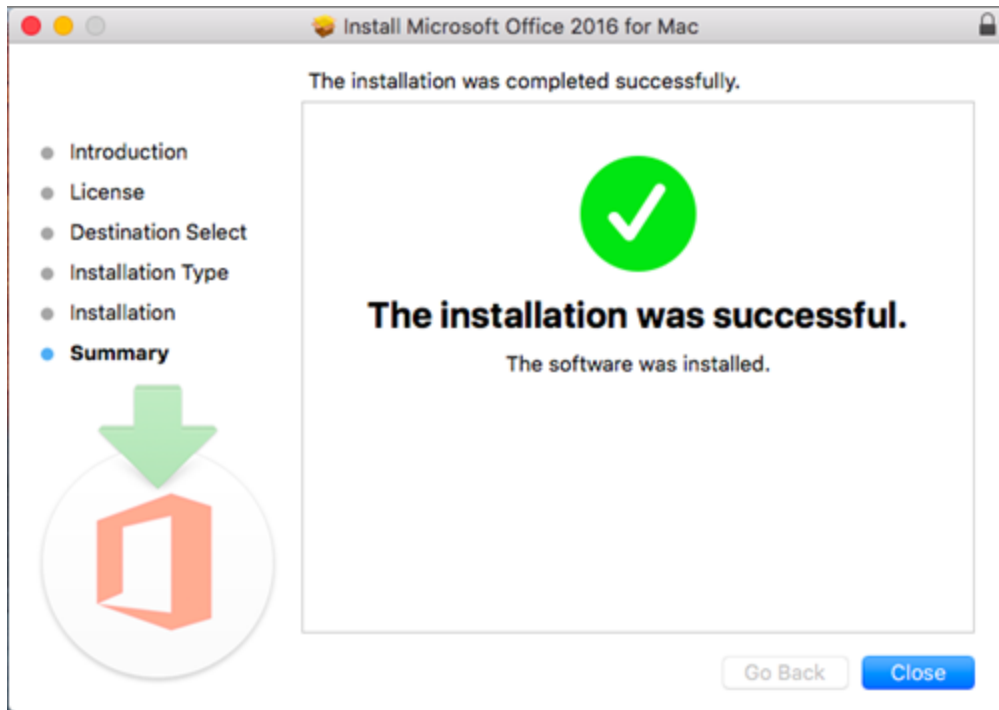 Install Microsoft Office 2016 for Mac
The installation was completed successfully.
Introduction
License
Destination Select
Installation Type
Installation
Summary
The installation was successful.
The software was installed.
Go Back
Close